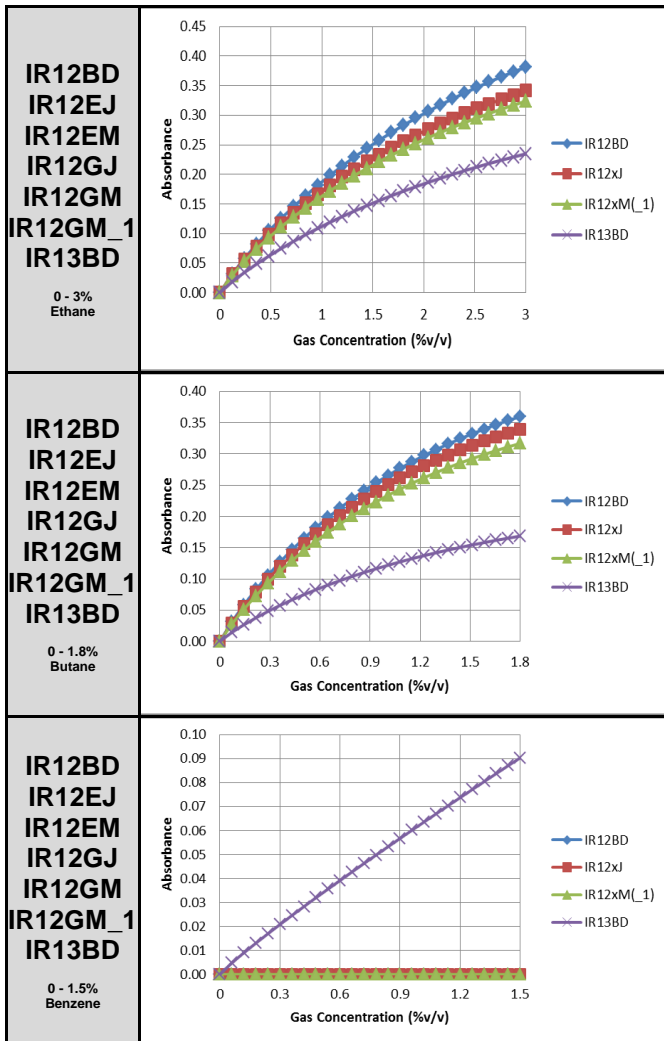 IR12BD
IR12EJ
IR12EM
IR12GJ
IR12GM
IR12GM_1
IR13BD
0 - 3%
Ethane
0.45
0.40
0.35
0.30
0.25
0.20
0.15
0.10
0.05
0.00
Absorbance
0 0.5 1 1.5 2 2.5 3
Gas Concentration (%v/v)
IR12BD
IR12xJ
IR12xM(_1)
IR13BD
IR12BD
IR12EJ
IR12EM
IR12GJ
IR12GM
IR12GM_1
IR13BD
0 - 1.8%
Butane
0.40
0.35
0.30
0.25
0.20
0.15
0.10
0.05
0.00
Absorbance
0 0.3 0.6 0.9 1.2 1.5 1.8
Gas Concentration (%v/v)
IR12BD
IR12xJ
IR12xM(_1)
IR13BD
IR12BD
IR12EJ
IR12EM
IR12GJ
IR12GM
IR12GM_1
IR13BD
0 - 1.5%
Benzene
0.10
0.09
0.08
0.07
0.06
0.05
0.04
0.03
0.02
0.01
0.00
Absorbance
0 0.3 0.6 0.9 1.2 1.5
Gas Concentration (%v/v)
IR12BD
IR12xJ
IR12xM(_1)
IR13BD